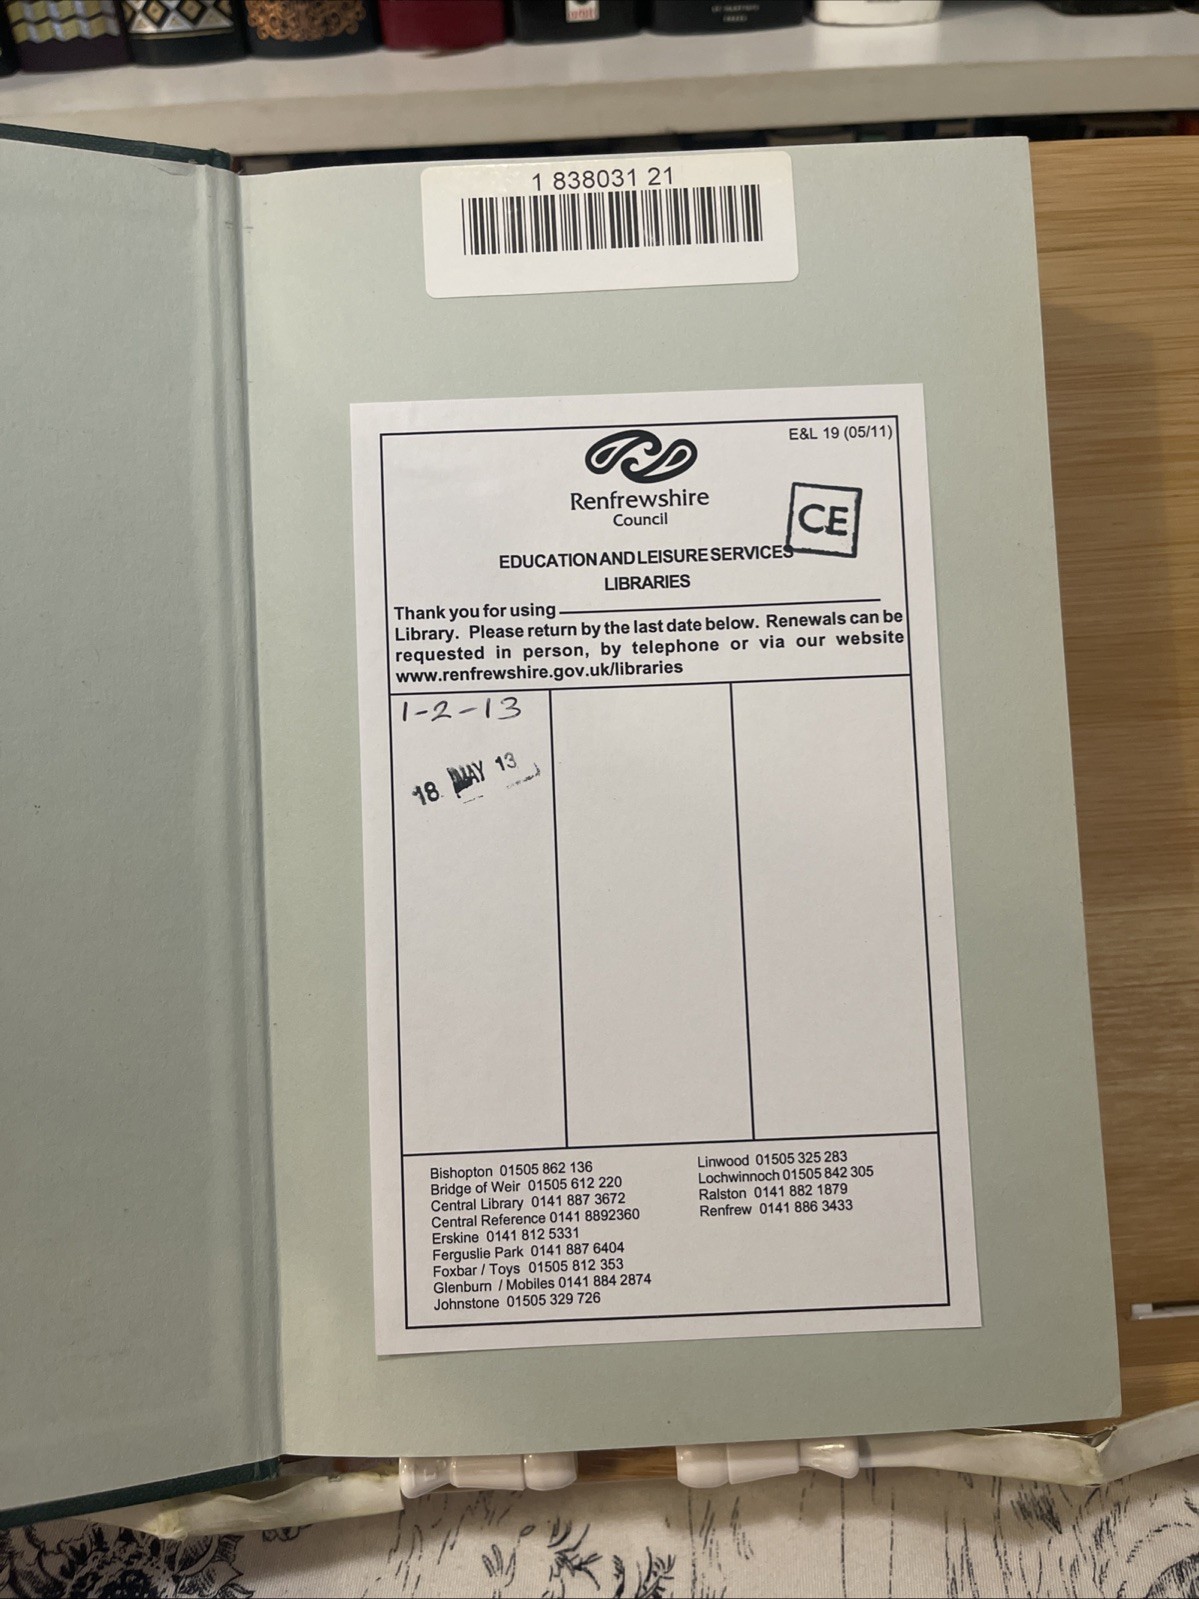 1 838031 21
E&L 19 (05/11)
Renfrewshire
Council
CE
EDUCATION AND LEISURE SERVICES
LIBRARIES
Thank you for using
Library. Please return by the last date below. Renewals can be
requested in person, by telephone or via our website
www.renfrewshire.gov.uk/libraries
1-2-13
18 MAY 13
Bishopton 01505 862 136
Bridge of Weir 01505 612 220
Central Library 0141 887 3672
Central Reference 0141 8892360
Erskine 0141 812 5331
Ferguslie Park 0141 887 6404
Foxbar / Toys 01505 812 353
Glenburn / Mobiles 0141 884 2874
Johnstone 01505 329 726
Linwood 01505 325 283
Lochwinnoch 01505 842 305
Ralston 0141 882 1879
Renfrew 0141 886 3433